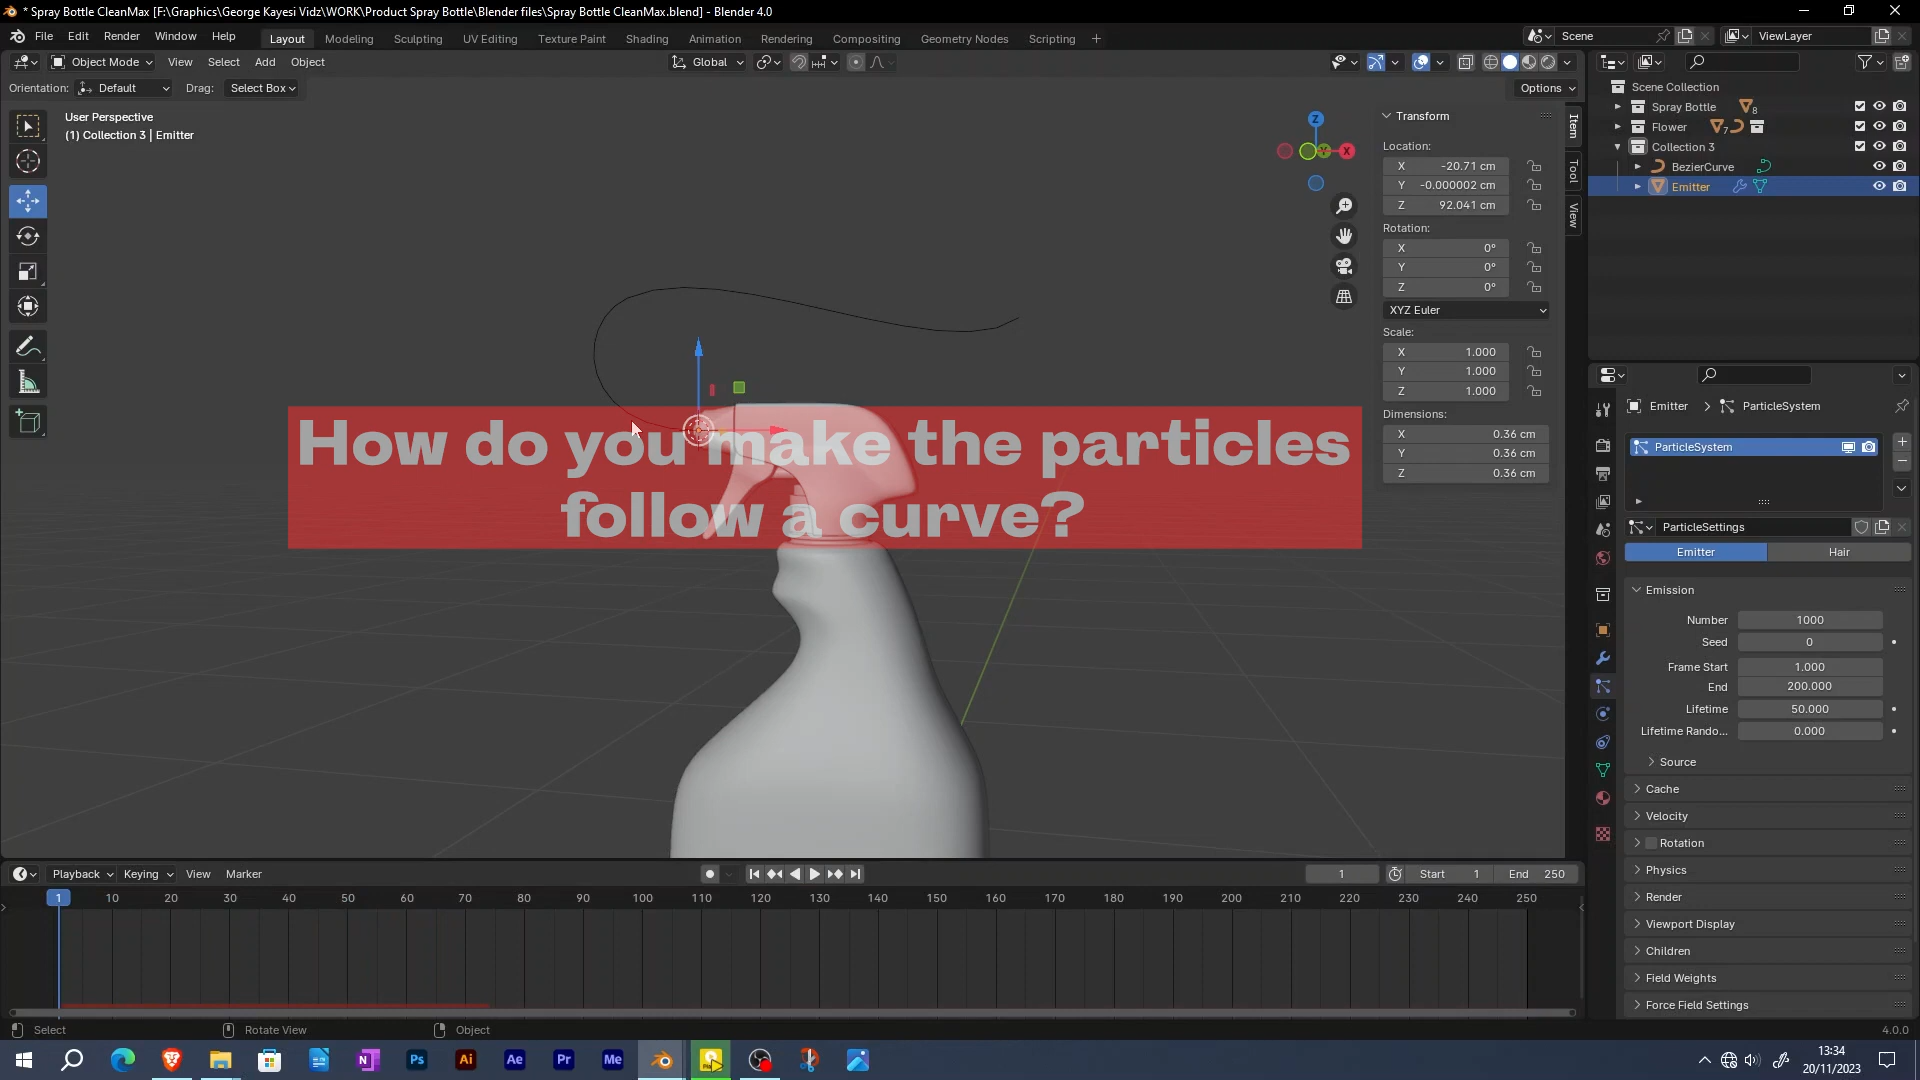 * Spray Bottle CleanMax [F:\Graphics\George Kayesi Vidz\WORK\Product Spray Bottle\Blender files\Spray Bottle CleanMax.blend] - Blender 4.0
File Edit Render Window Help Layout Modeling Sculpting UV Editing Texture Paint Shading Animation Rendering Compositing Geometry Nodes Scripting + Scene ViewLayer
Object Mode View Select Add Object Global
Orientation: Default Drag: Select Box Options
User Perspective
(1) Collection 3 | Emitter
Z
X
Transform
Location:
X -20.71 cm
Y -0.000002 cm
Z 92.041 cm
Rotation:
X 0°
Y 0°
Z 0°
XYZ Euler
Scale:
X 1.000
Y 1.000
Z 1.000
Dimensions:
X 0.36 cm
Y 0.36 cm
Z 0.36 cm
Item
Tool
View
Scene Collection
Spray Bottle 8
Flower 7
Collection 3
BezierCurve
Emitter
How do you make the particles
follow a curve?
Emitter > ParticleSystem
ParticleSystem
ParticleSettings
Emitter Hair
Emission
Number 1000
Seed 0
Frame Start 1.000
End 200.000
Lifetime 50.000
Lifetime Rando... 0.000
Source
Cache
Velocity
Rotation
Physics
Render
Viewport Display
Children
Field Weights
Force Field Settings
Playback Keying View Marker 1 Start 1 End 250
1 10 20 30 40 50 60 70 80 90 100 110 120 130 140 150 160 170 180 190 200 210 220 230 240 250
Select Rotate View Object 4.0.0
N Ps Ai Ae Pr Me
13:34
20/11/2023